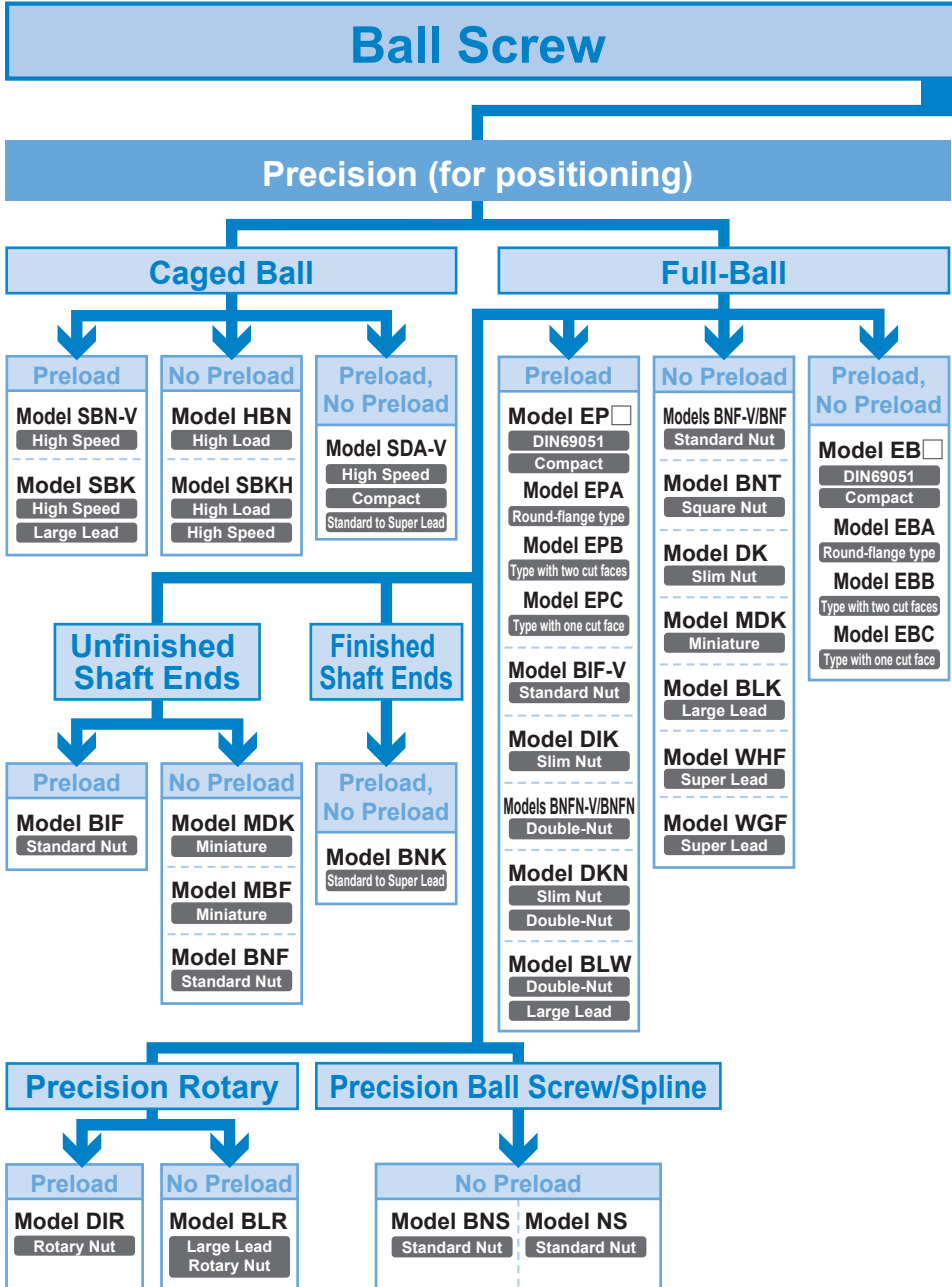 Ball Screw
Precision (for positioning)
Caged Ball
Full-Ball
Preload
Model SBN-V
High Speed
Model SBK
High Speed
Large Lead
No Preload
Model HBN
High Load
Model SBKH
High Load
High Speed
Preload,
No Preload
Model SDA-V
High Speed
Compact
Standard to Super Lead
Preload
Model EP□
DIN69051
Compact
Model EPA
Round-flange type
Model EPB
Type with two cut faces
Model EPC
Type with one cut face
Model BIF-V
Standard Nut
Model DIK
Slim Nut
Models BNFN-V/BNFN
Double-Nut
Model DKN
Slim Nut
Double-Nut
Model BLW
Double-Nut
Large Lead
No Preload
Models BNF-V/BNF
Standard Nut
Model BNT
Square Nut
Model DK
Slim Nut
Model MDK
Miniature
Model BLK
Large Lead
Model WHF
Super Lead
Model WGF
Super Lead
Preload,
No Preload
Model EB□
DIN69051
Compact
Model EBA
Round-flange type
Model EBB
Type with two cut faces
Model EBC
Type with one cut face
Unfinished
Shaft Ends
Finished
Shaft Ends
Preload
Model BIF
Standard Nut
No Preload
Model MDK
Miniature
Model MBF
Miniature
Model BNF
Standard Nut
Preload,
No Preload
Model BNK
Standard to Super Lead
Precision Rotary
Precision Ball Screw/Spline
Preload
Model DIR
Rotary Nut
No Preload
Model BLR
Large Lead
Rotary Nut
No Preload
Model BNS
Standard Nut
Model NS
Standard Nut